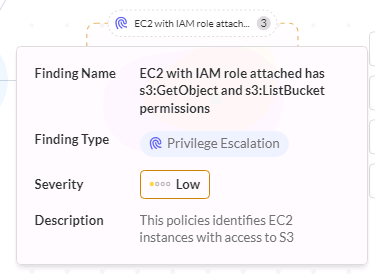 EC2 with IAM role attach... 3
Finding Name EC2 with IAM role attached has
s3:GetObject and s3:ListBucket
permissions
Finding Type Privilege Escalation
Severity Low
Description This policies identifies EC2
instances with access to S3